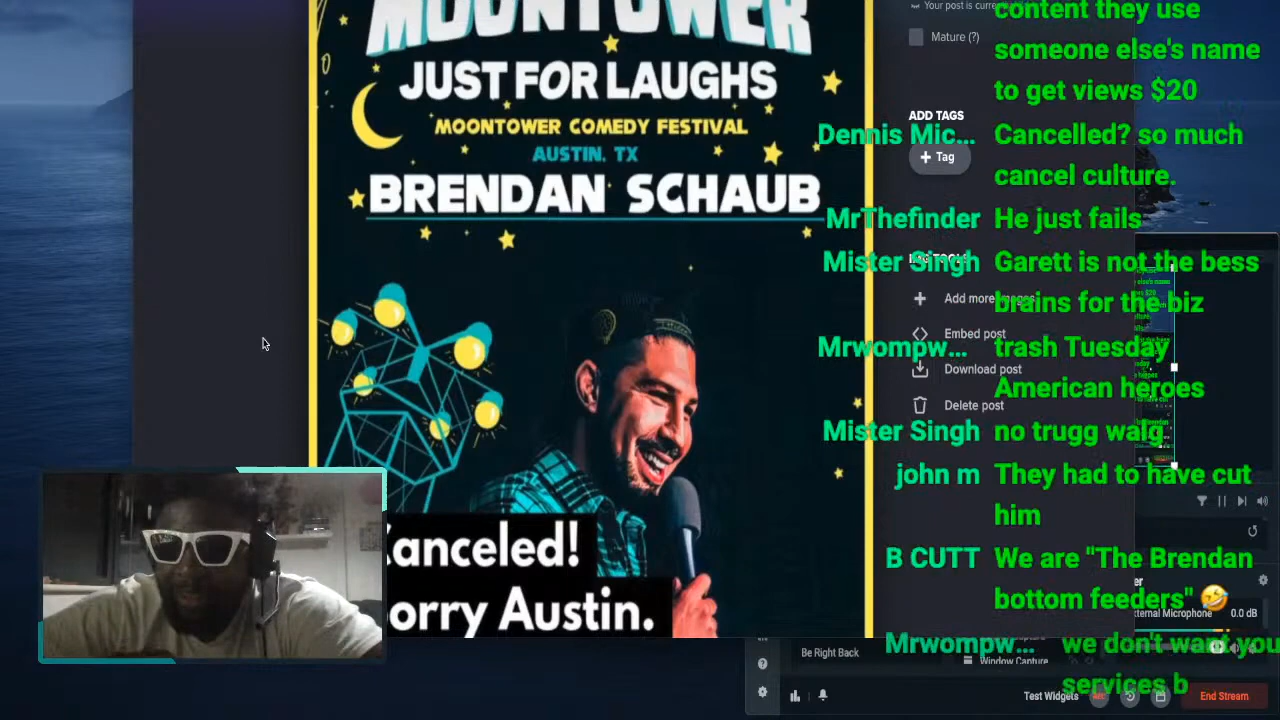 MOONTOWER
JUST FOR LAUGHS
MOONTOWER COMEDY FESTIVAL
AUSTIN, TX
BRENDAN SCHAUB
anceled!
orry Austin.
Your post is curren
Mature (?)
ADD TAGS
+ Tag
Add more
Embed post
Download post
Delete post
content they use
someone else's name
to get views $20
Dennis Mic... Cancelled? so much
cancel culture.
MrThefinder He just fails
Mister Singh Garett is not the bess
brains for the biz
Mrwompw... trash Tuesday
American heroes
Mister Singh no trugg walg
john m They had to have cut
him
B CUTT We are "The Brendan
bottom feeders" 🤣
Mrwompw... we don't want you
services b
xternal Microphone 0.0 dB
Be Right Back
Window Capture
Test Widgets
REC
End Stream